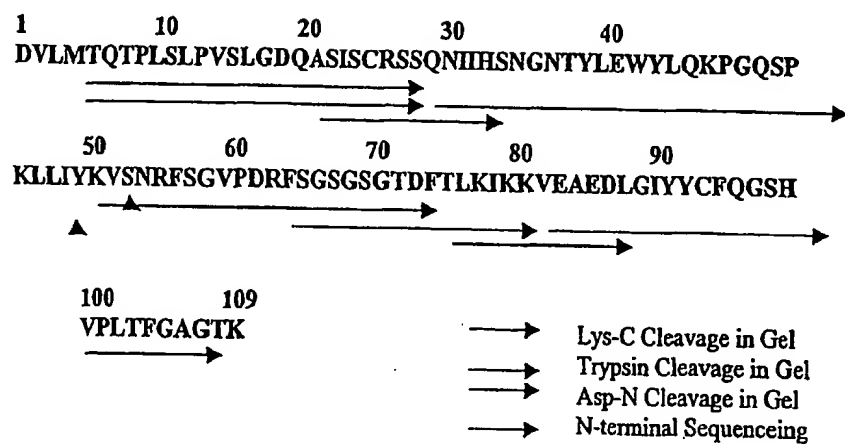 1 10 20 30 40
DVLMTQTPLSLPVSLGDQASISCRSSQNIIHSNGNTYLEWYLQKPGQSP
50 60 70 80 90
KLLIYKVSNRFSGVPDRFSGSGSGTDFTLKIKKVEAEDLGIYYCFQGSH
100 109
VPLTFGAGTK
Lys-C Cleavage in Gel
Trypsin Cleavage in Gel
Asp-N Cleavage in Gel
N-terminal Sequenceing